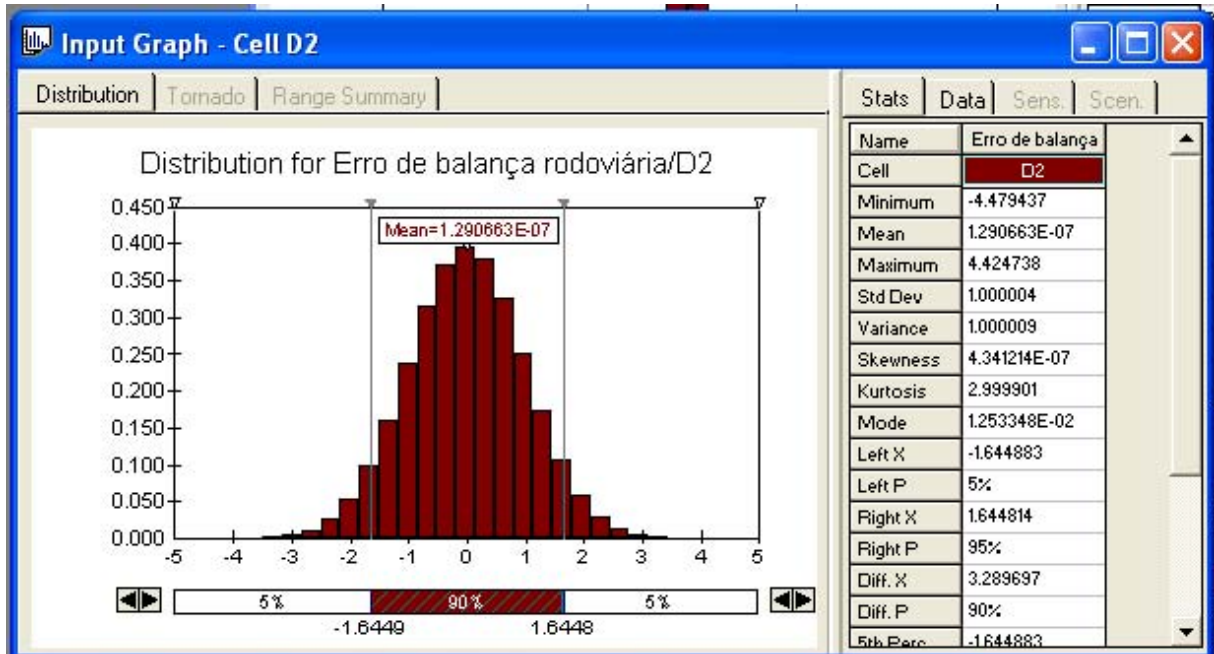 Input Graph - Cell D2
Distribution Tornado Range Summary
Distribution for Erro de balança rodoviária/D2
Mean=1.290663E-07
0.450
0.400
0.350
0.300
0.250
0.200
0.150
0.100
0.050
0.000
-5 -4 -3 -2 -1 0 1 2 3 4 5
5% 90% 5%
-1.6449 1.6448
Stats Data Sens. Scen.
Name Erro de balança
Cell D2
Minimum -4.479437
Mean 1.290663E-07
Maximum 4.424738
Std Dev 1.000004
Variance 1.000009
Skewness 4.341214E-07
Kurtosis 2.999901
Mode 1.253348E-02
Left X -1.644883
Left P 5%
Right X 1.644814
Right P 95%
Diff. X 3.289697
Diff. P 90%
5th Perc -1.644883